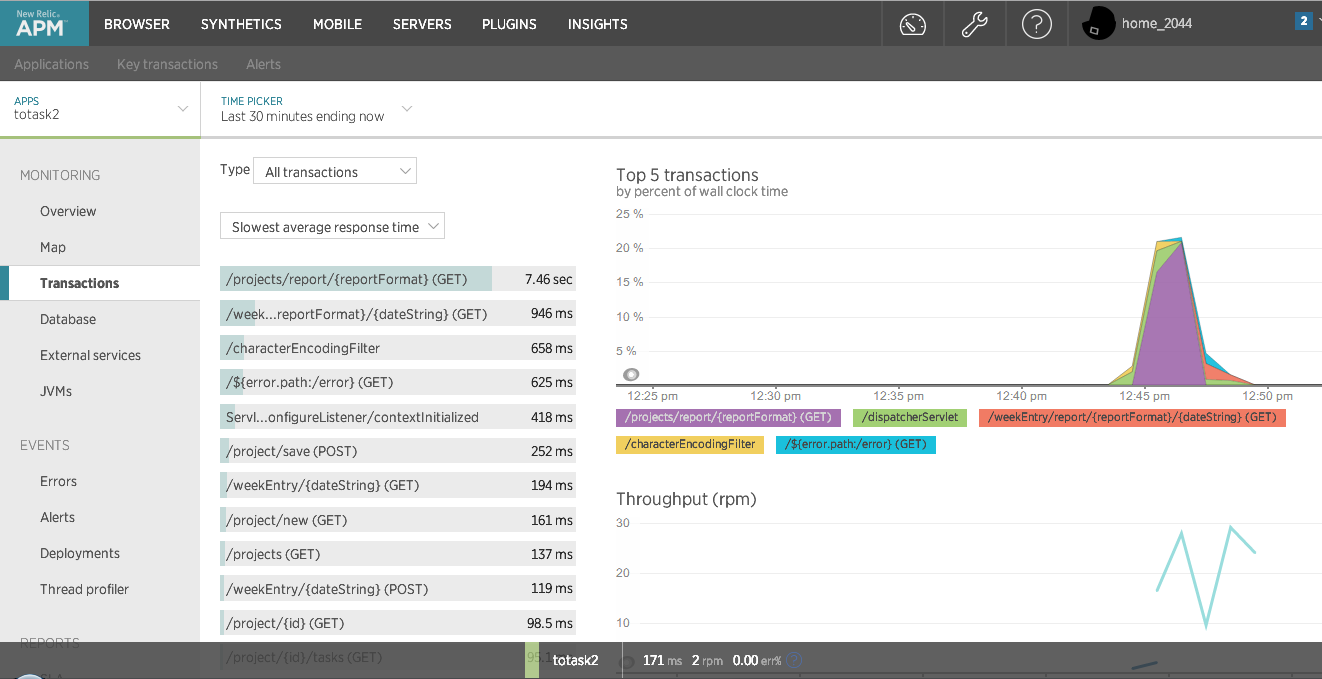 New Relic®
APM™
BROWSER SYNTHETICS MOBILE SERVERS PLUGINS INSIGHTS
home_2044
2
Applications Key transactions Alerts
APPS
totask2
TIME PICKER
Last 30 minutes ending now
MONITORING
Overview
Map
Transactions
Database
External services
JVMs
EVENTS
Errors
Alerts
Deployments
Thread profiler
REPORTS
SLA
Type All transactions
Slowest average response time
/projects/report/{reportFormat} (GET) 7.46 sec
/week...reportFormat}/{dateString} (GET) 946 ms
/characterEncodingFilter 658 ms
/${error.path:/error} (GET) 625 ms
Servl...onfigureListener/contextInitialized 418 ms
/project/save (POST) 252 ms
/weekEntry/{dateString} (GET) 194 ms
/project/new (GET) 161 ms
/projects (GET) 137 ms
/weekEntry/{dateString} (POST) 119 ms
/project/{id} (GET) 98.5 ms
/project/{id}/tasks (GET) 95.1
Top 5 transactions
by percent of wall clock time
25 %
20 %
15 %
10 %
5 %
12:25 pm 12:30 pm 12:35 pm 12:40 pm 12:45 pm 12:50 pm
/projects/report/{reportFormat} (GET) /dispatcherServlet /weekEntry/report/{reportFormat}/{dateString} (GET)
/characterEncodingFilter /${error.path:/error} (GET)
Throughput (rpm)
30
20
10
totask2 171 ms 2 rpm 0.00 err% ?